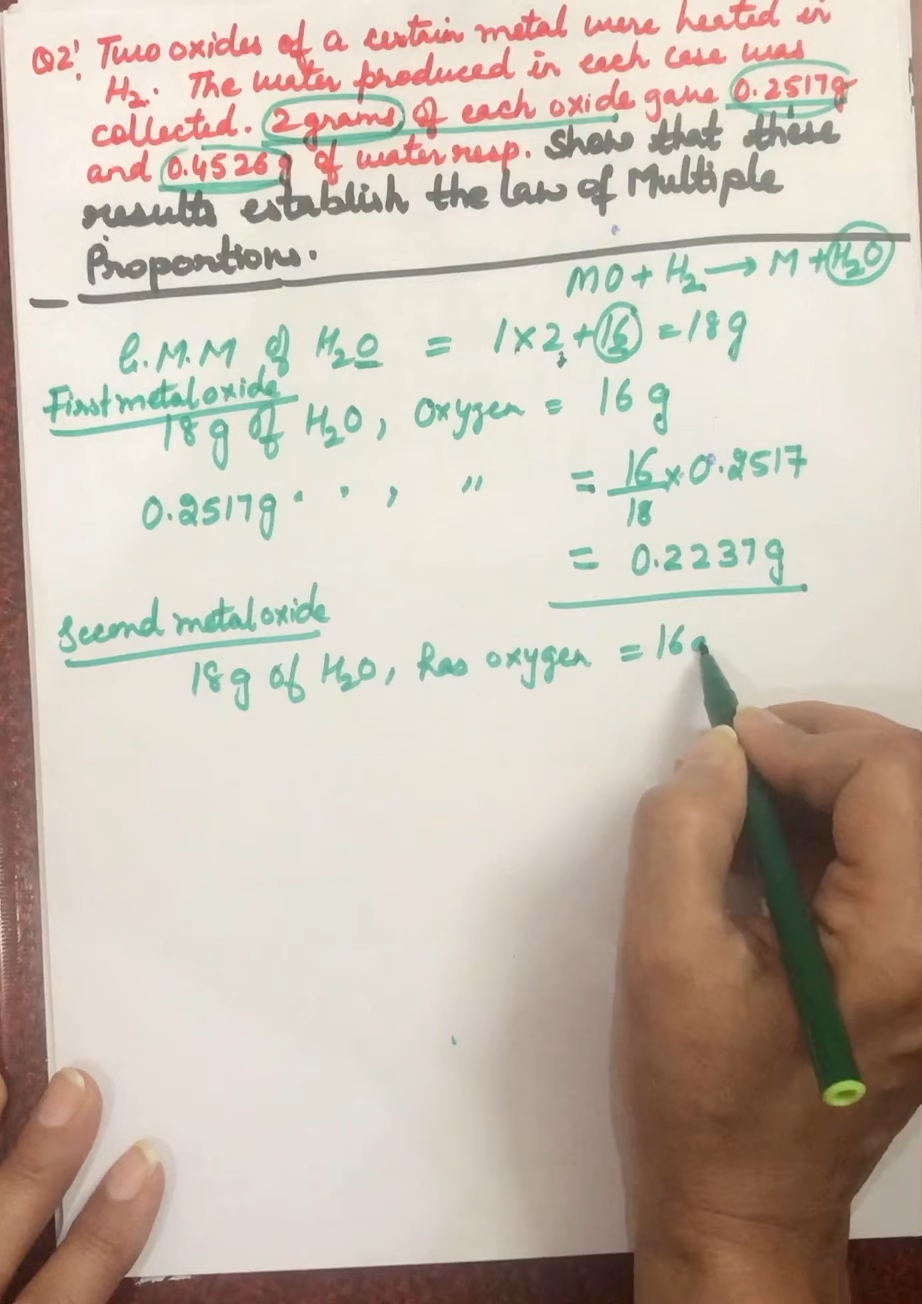 Q2! Two oxides of a certain metal were heated in
H2. The water produced in each case was
collected. 2 grams of each oxide gave 0.2517g
and 0.4526g of water resp. Show that these
results establish the law of Multiple
Proportions.
MO + H2 → M + H2O
G.M.M of H2O = 1×2 + 16 = 18g
First metal oxide
18g of H2O, Oxygen = 16 g
0.2517g " " , " = 16/18 × 0.2517
= 0.2237g
Second metal oxide
18g of H2O, has oxygen = 16g